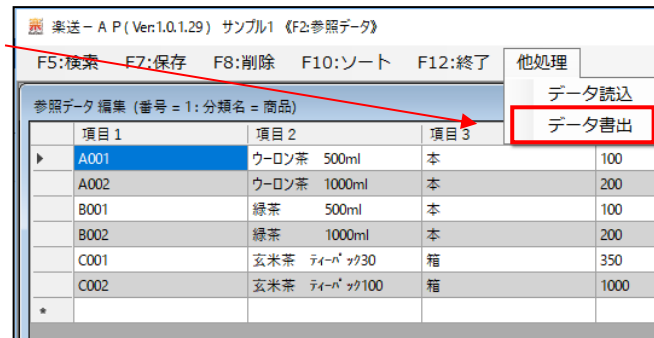 楽送－ＡＰ( Ver:1.0.1.29 ) サンプル1 《F2:参照データ》
F5:検索 F7:保存 F8:削除 F10:ソート F12:終了 他処理
データ読込
参照データ 編集 (番号 = 1 : 分類名 = 商品)
データ書出
項目1 項目2 項目3
A001 ウーロン茶 500ml 本 100
A002 ウーロン茶 1000ml 本 200
B001 緑茶 500ml 本 100
B002 緑茶 1000ml 本 200
C001 玄米茶 ﾃｨｰﾊﾟｯｸ30 箱 350
C002 玄米茶 ﾃｨｰﾊﾟｯｸ100 箱 1000